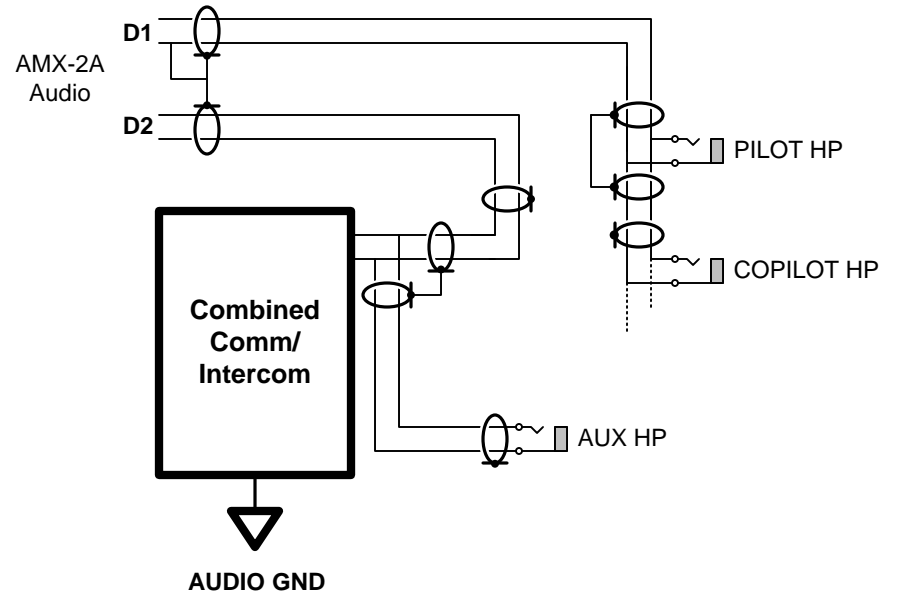 D1
AMX-2A
Audio
D2
PILOT HP
COPILOT HP
Combined
Comm/
Intercom
AUX HP
AUDIO GND